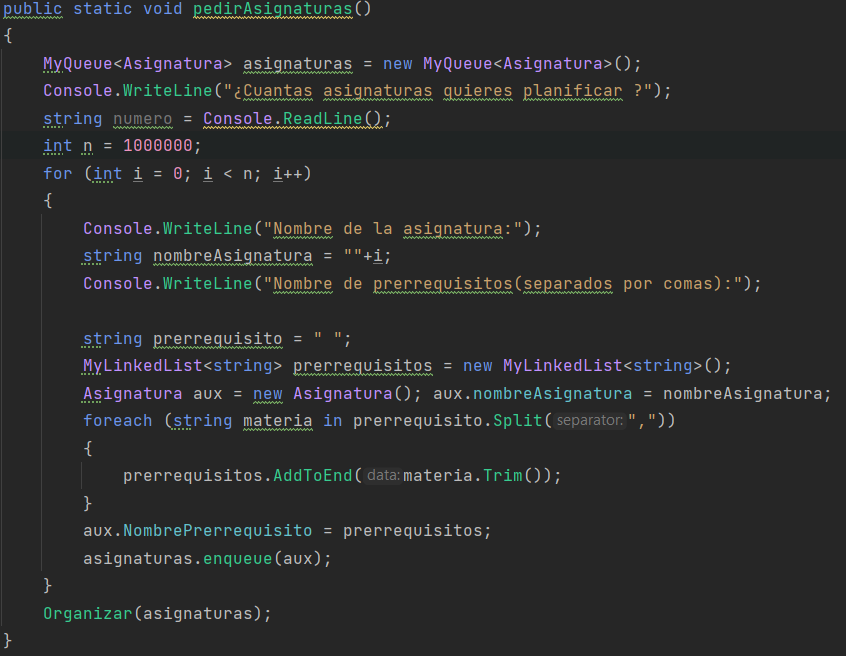 public static void pedirAsignaturas()
{
MyQueue<Asignatura> asignaturas = new MyQueue<Asignatura>();
Console.WriteLine("¿Cuantas asignaturas quieres planificar ?");
string numero = Console.ReadLine();
int n = 1000000;
for (int i = 0; i < n; i++)
{
Console.WriteLine("Nombre de la asignatura:");
string nombreAsignatura = ""+i;
Console.WriteLine("Nombre de prerrequisitos(separados por comas):");
string prerrequisito = " ";
MyLinkedList<string> prerrequisitos = new MyLinkedList<string>();
Asignatura aux = new Asignatura(); aux.nombreAsignatura = nombreAsignatura;
foreach (string materia in prerrequisito.Split( separator: ","))
{
prerrequisitos.AddToEnd( data: materia.Trim());
}
aux.NombrePrerrequisito = prerrequisitos;
asignaturas.enqueue(aux);
}
Organizar(asignaturas);
}